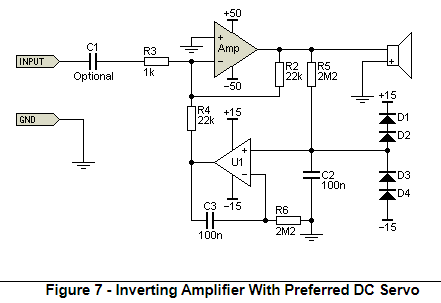 +50
C1
R3
+
Amp
-
INPUT
Optional
1k
-50
R2
22k
R5
2M2
+
GND
R4
22k
+15
+15
D1
D2
+
U1
-
-15
C2
100n
D3
D4
-15
C3
100n
R6
2M2
Figure 7 - Inverting Amplifier With Preferred DC Servo